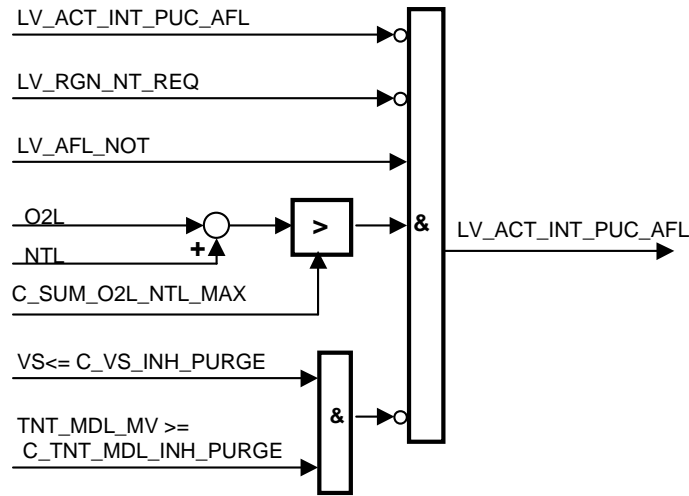 LV_ACT_INT_PUC_AFL
LV_RGN_NT_REQ
LV_AFL_NOT
O2L
+
NTL
>
&
LV_ACT_INT_PUC_AFL
C_SUM_O2L_NTL_MAX
VS<= C_VS_INH_PURGE
&
TNT_MDL_MV >=
C_TNT_MDL_INH_PURGE